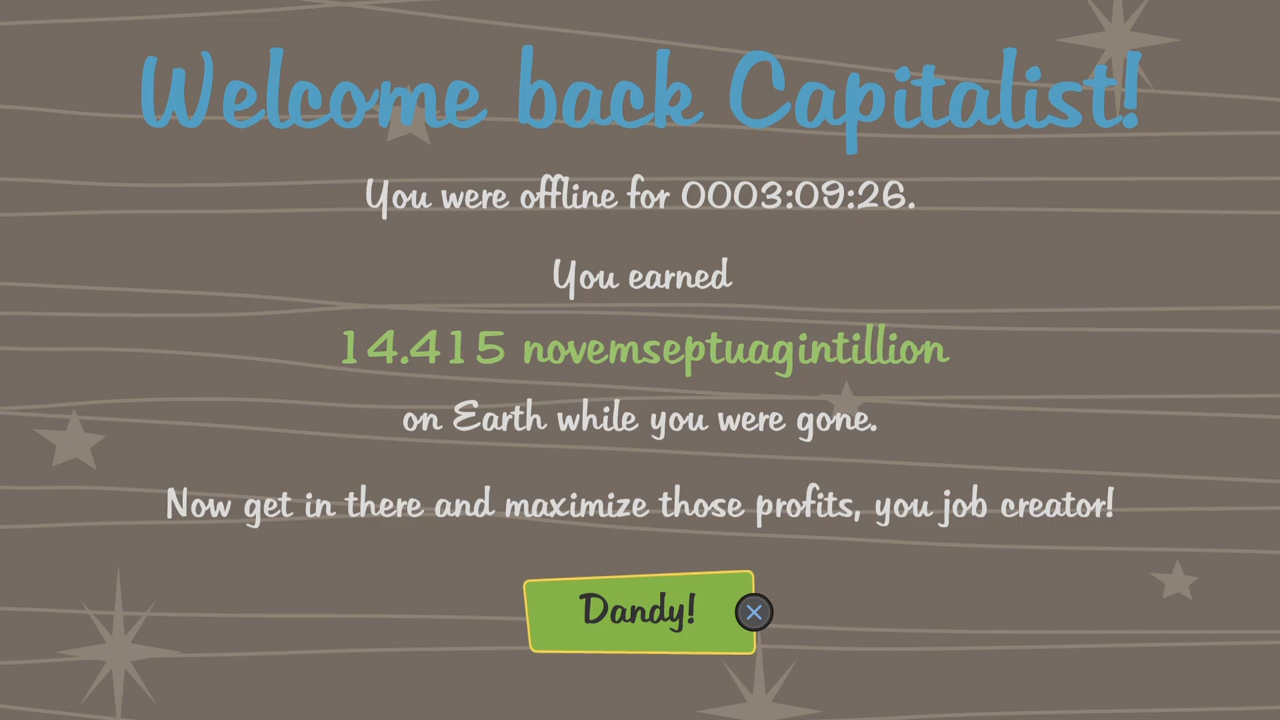 Welcome back Capitalist!
You were offline for 0003:09:26.
You earned
14.415 novemseptuagintillion
on Earth while you were gone.
Now get in there and maximize those profits, you job creator!
Dandy!